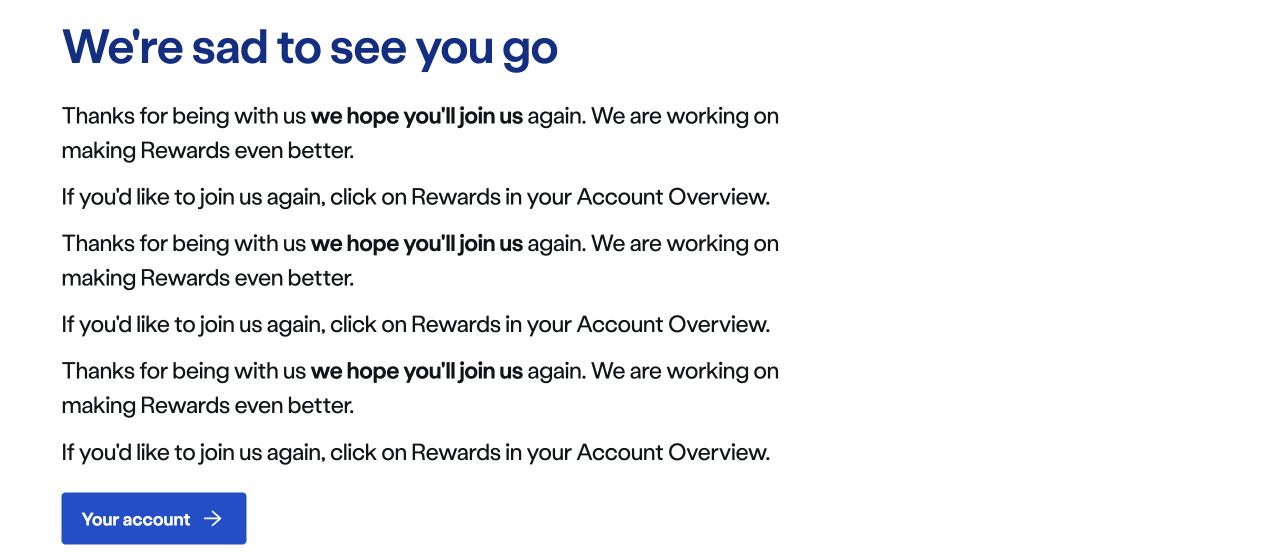 We're sad to see you go
Thanks for being with us we hope you'll join us again. We are working on
making Rewards even better.
If you'd like to join us again, click on Rewards in your Account Overview.
Thanks for being with us we hope you'll join us again. We are working on
making Rewards even better.
If you'd like to join us again, click on Rewards in your Account Overview.
Thanks for being with us we hope you'll join us again. We are working on
making Rewards even better.
If you'd like to join us again, click on Rewards in your Account Overview.
Your account